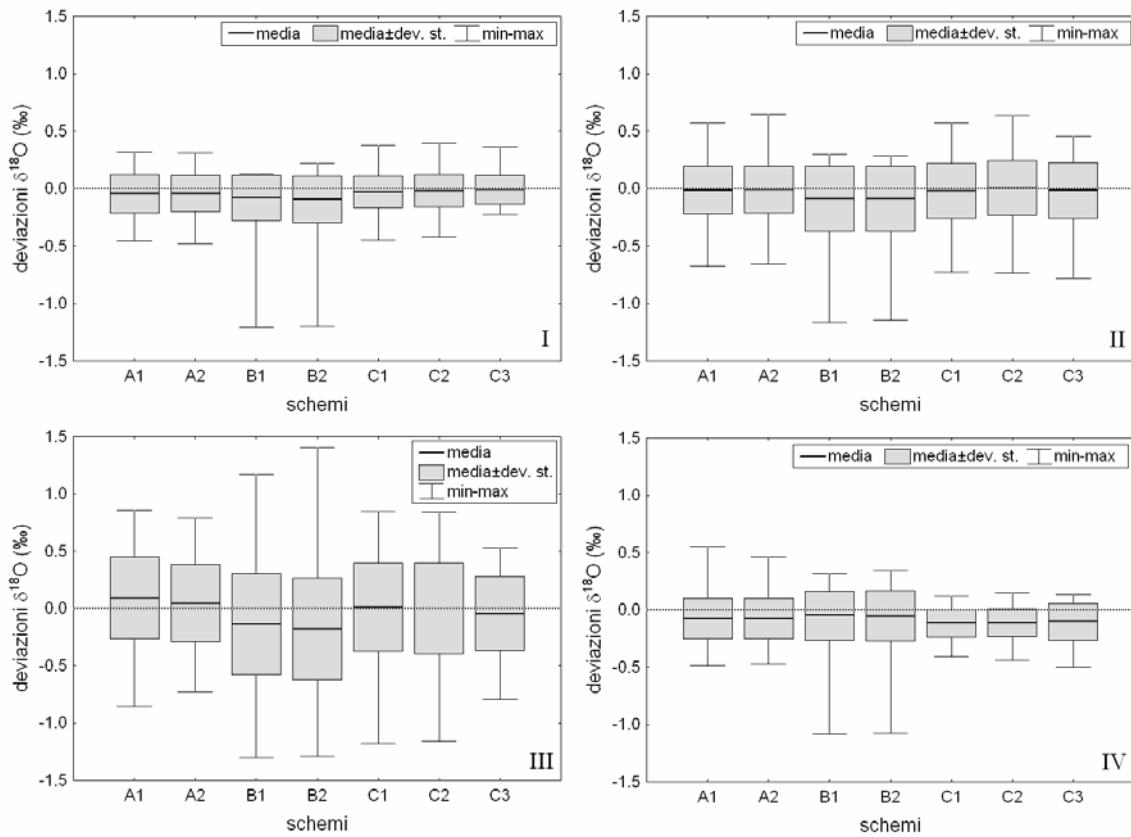 1.5
media media±dev. st. min-max
1.0
0.5
0.0
-0.5
-1.0
-1.5
deviazioni δ¹⁸O (‰)
I
A1 A2 B1 B2 C1 C2 C3
schemi
1.5
media media±dev. st. min-max
1.0
0.5
0.0
-0.5
-1.0
-1.5
deviazioni δ¹⁸O (‰)
II
A1 A2 B1 B2 C1 C2 C3
schemi
1.5
media
media±dev. st.
min-max
1.0
0.5
0.0
-0.5
-1.0
-1.5
deviazioni δ¹⁸O (‰)
III
A1 A2 B1 B2 C1 C2 C3
schemi
1.5
media media±dev. st. min-max
1.0
0.5
0.0
-0.5
-1.0
-1.5
deviazioni δ¹⁸O (‰)
IV
A1 A2 B1 B2 C1 C2 C3
schemi